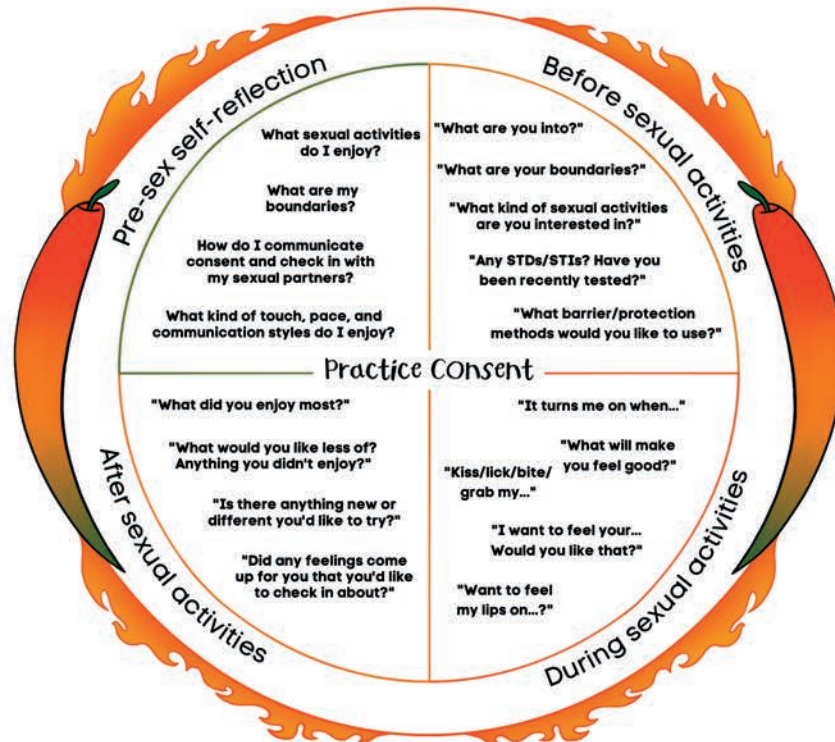 Pre-sex self-reflection
What sexual activities
do I enjoy?
What are my
boundaries?
How do I communicate
consent and check in with
my sexual partners?
What kind of touch, pace, and
communication styles do I enjoy?
Before sexual activities
"What are you into?"
"What are your boundaries?"
"What kind of sexual activities
are you interested in?"
"Any STDs/STIs? Have you
been recently tested?"
"What barrier/protection
methods would you like to use?"
Practice Consent
After sexual activities
"What did you enjoy most?"
"What would you like less of?
Anything you didn't enjoy?"
"Is there anything new or
different you'd like to try?"
"Did any feelings come
up for you that you'd like
to check in about?"
During sexual activities
"It turns me on when..."
"What will make
you feel good?"
"Kiss/lick/bite/
grab my..."
"I want to feel your...
Would you like that?"
"Want to feel
my lips on...?"